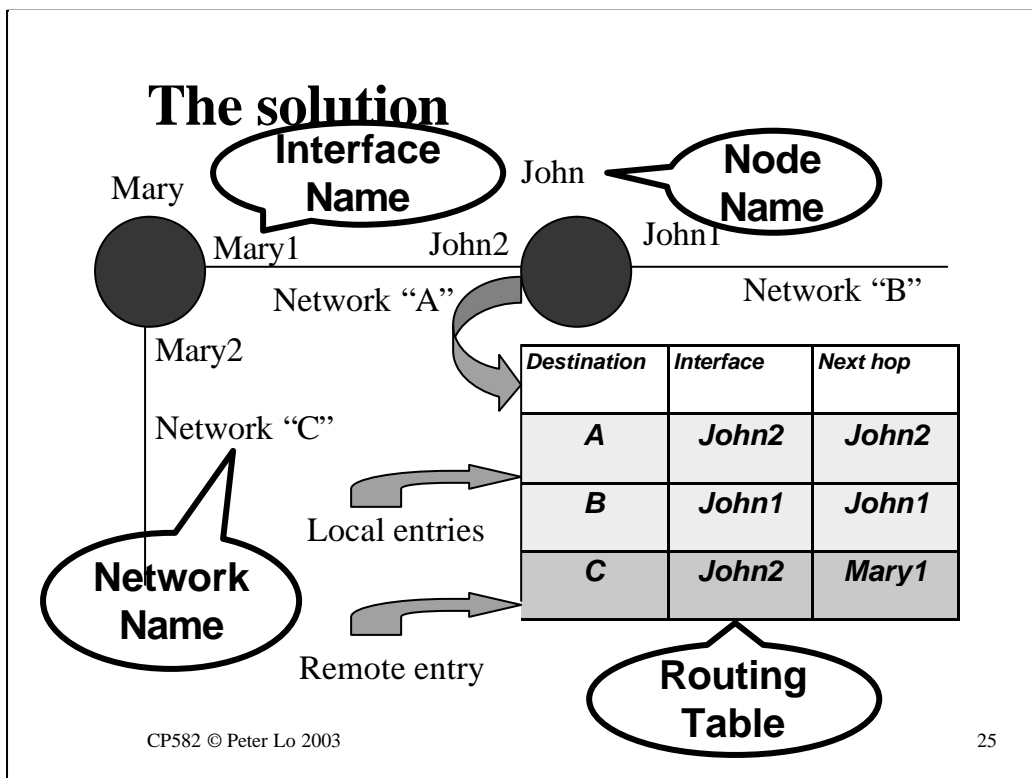 The solution
Interface
Name
John
Node
Name
Mary
Mary1
John2
John1
Network “A”
Network “B”
Mary2
Network “C”
Destination Interface Next hop
A John2 John2
B John1 John1
C John2 Mary1
Local entries
Network
Name
Remote entry
Routing
Table
CP582 © Peter Lo 2003
25